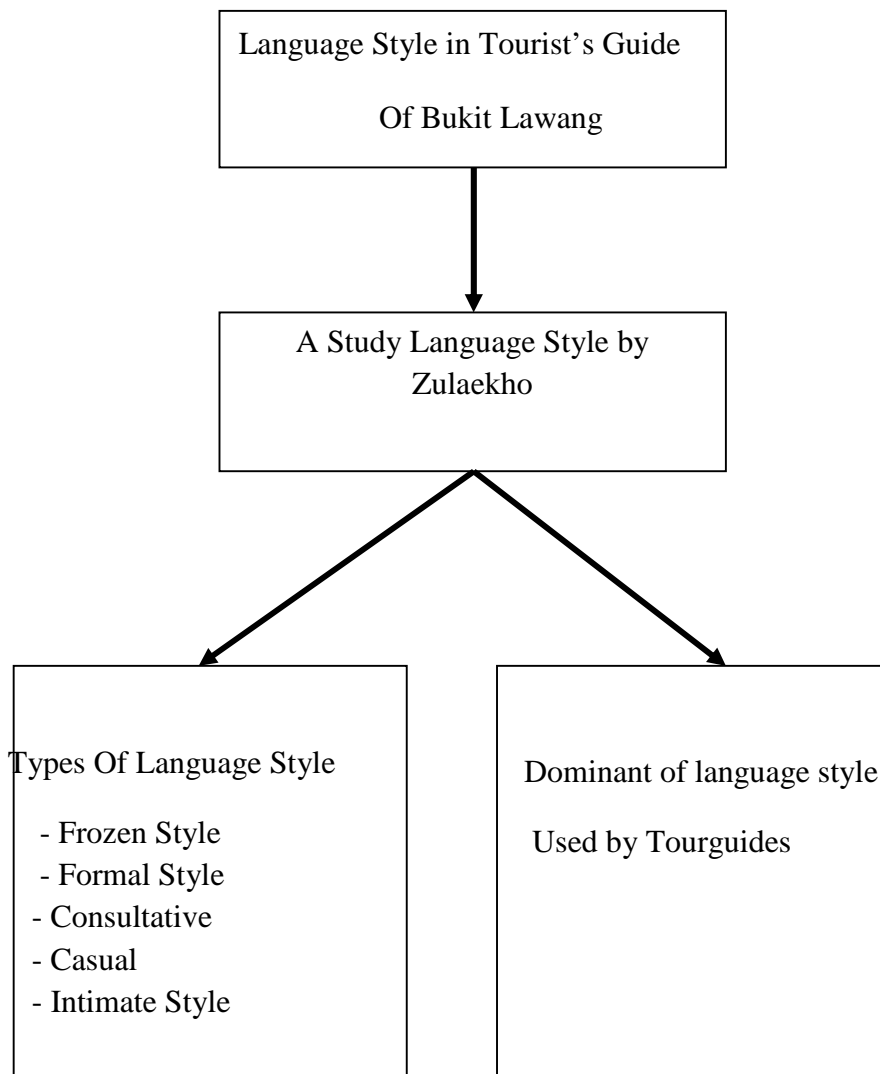 Language Style in Tourist’s Guide
Of Bukit Lawang
A Study Language Style by
Zulaekho
Types Of Language Style
- Frozen Style
- Formal Style
- Consultative
- Casual
- Intimate Style
Dominant of language style
Used by Tourguides